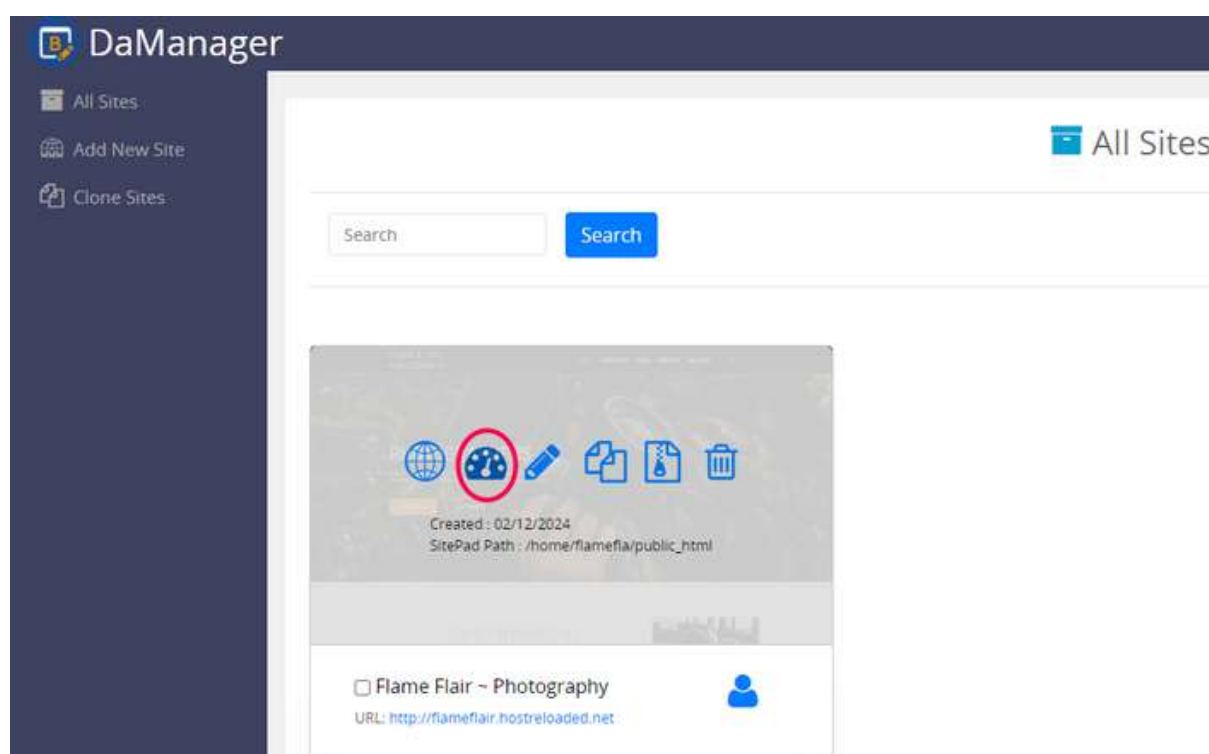 DaManager
All Sites
Add New Site
Clone Sites
All Sites
Search
Search
Created : 02/12/2024
SitePad Path : /home/flamefla/public_html
Flame Flair ~ Photography
URL: http://flameflair.hostreloaded.net